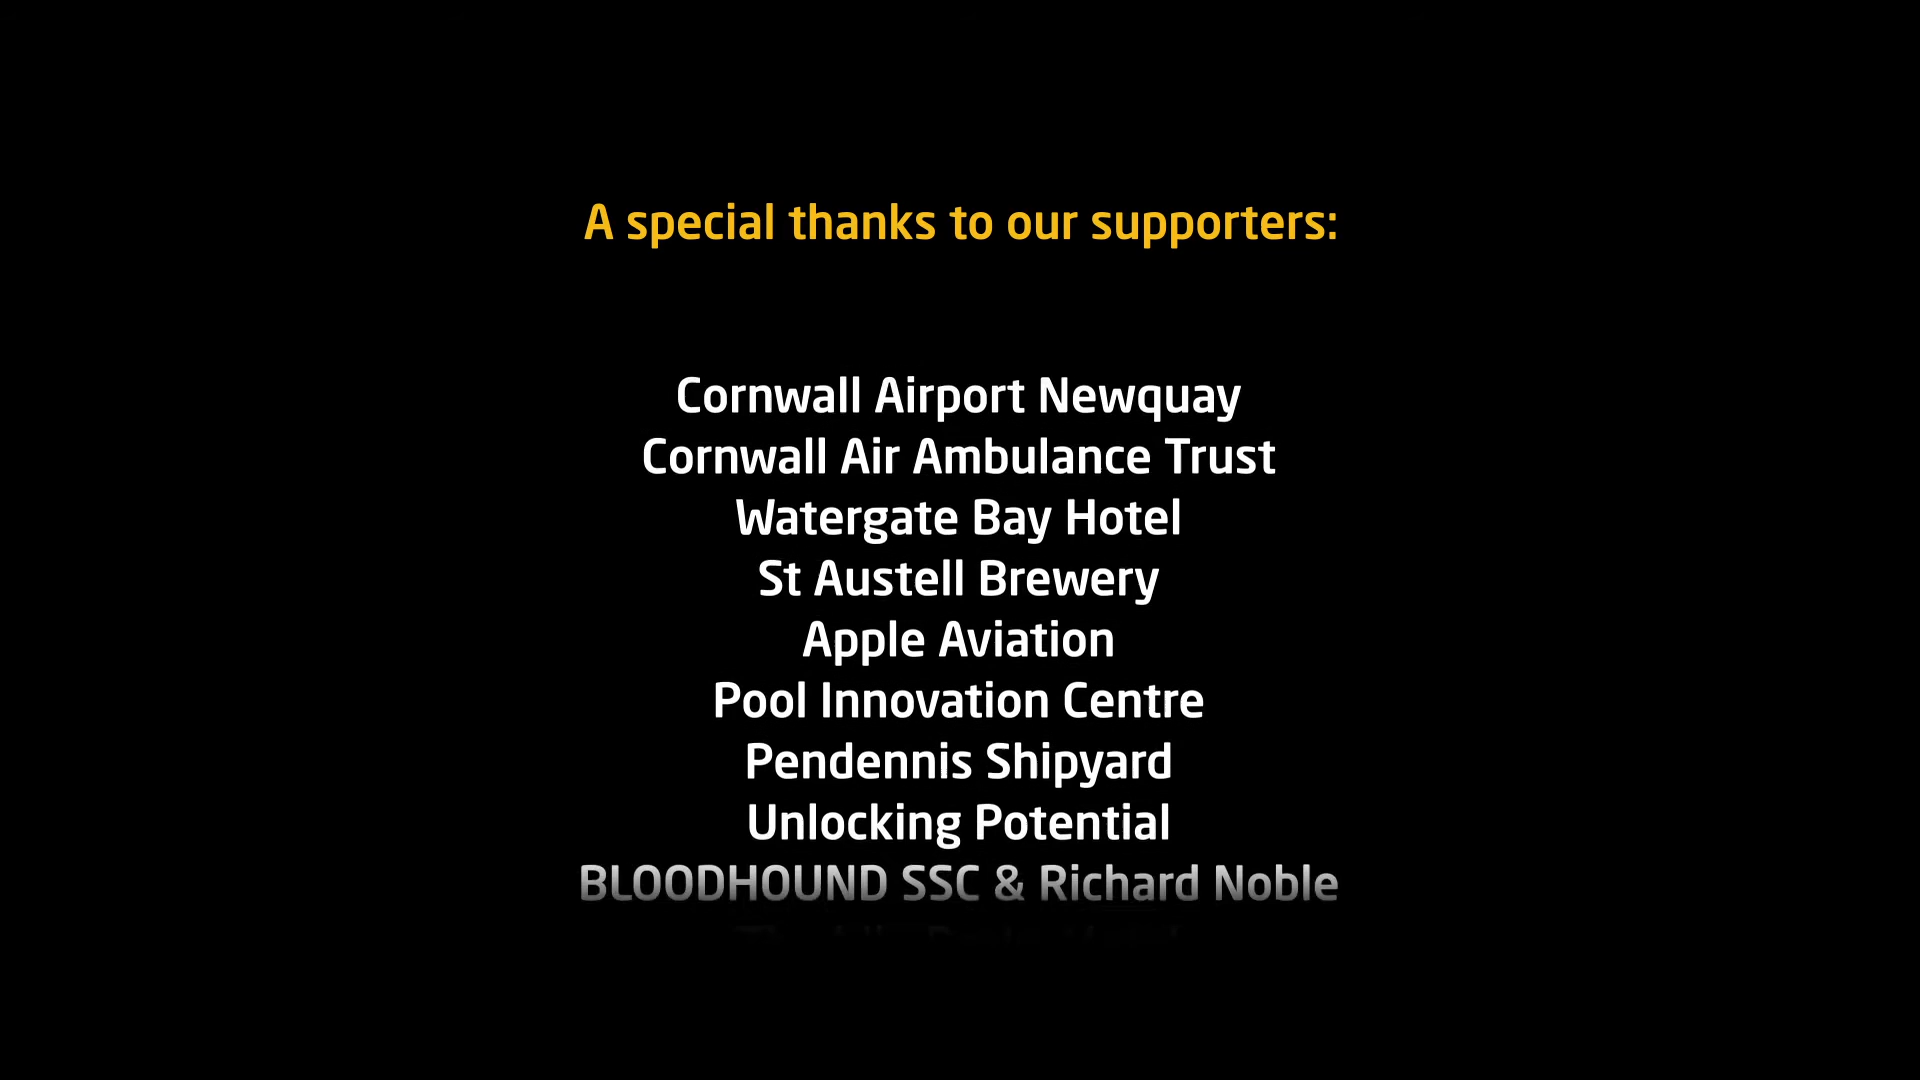 A special thanks to our supporters:
Cornwall Airport Newquay
Cornwall Air Ambulance Trust
Watergate Bay Hotel
St Austell Brewery
Apple Aviation
Pool Innovation Centre
Pendennis Shipyard
Unlocking Potential
BLOODHOUND SSC & Richard Noble